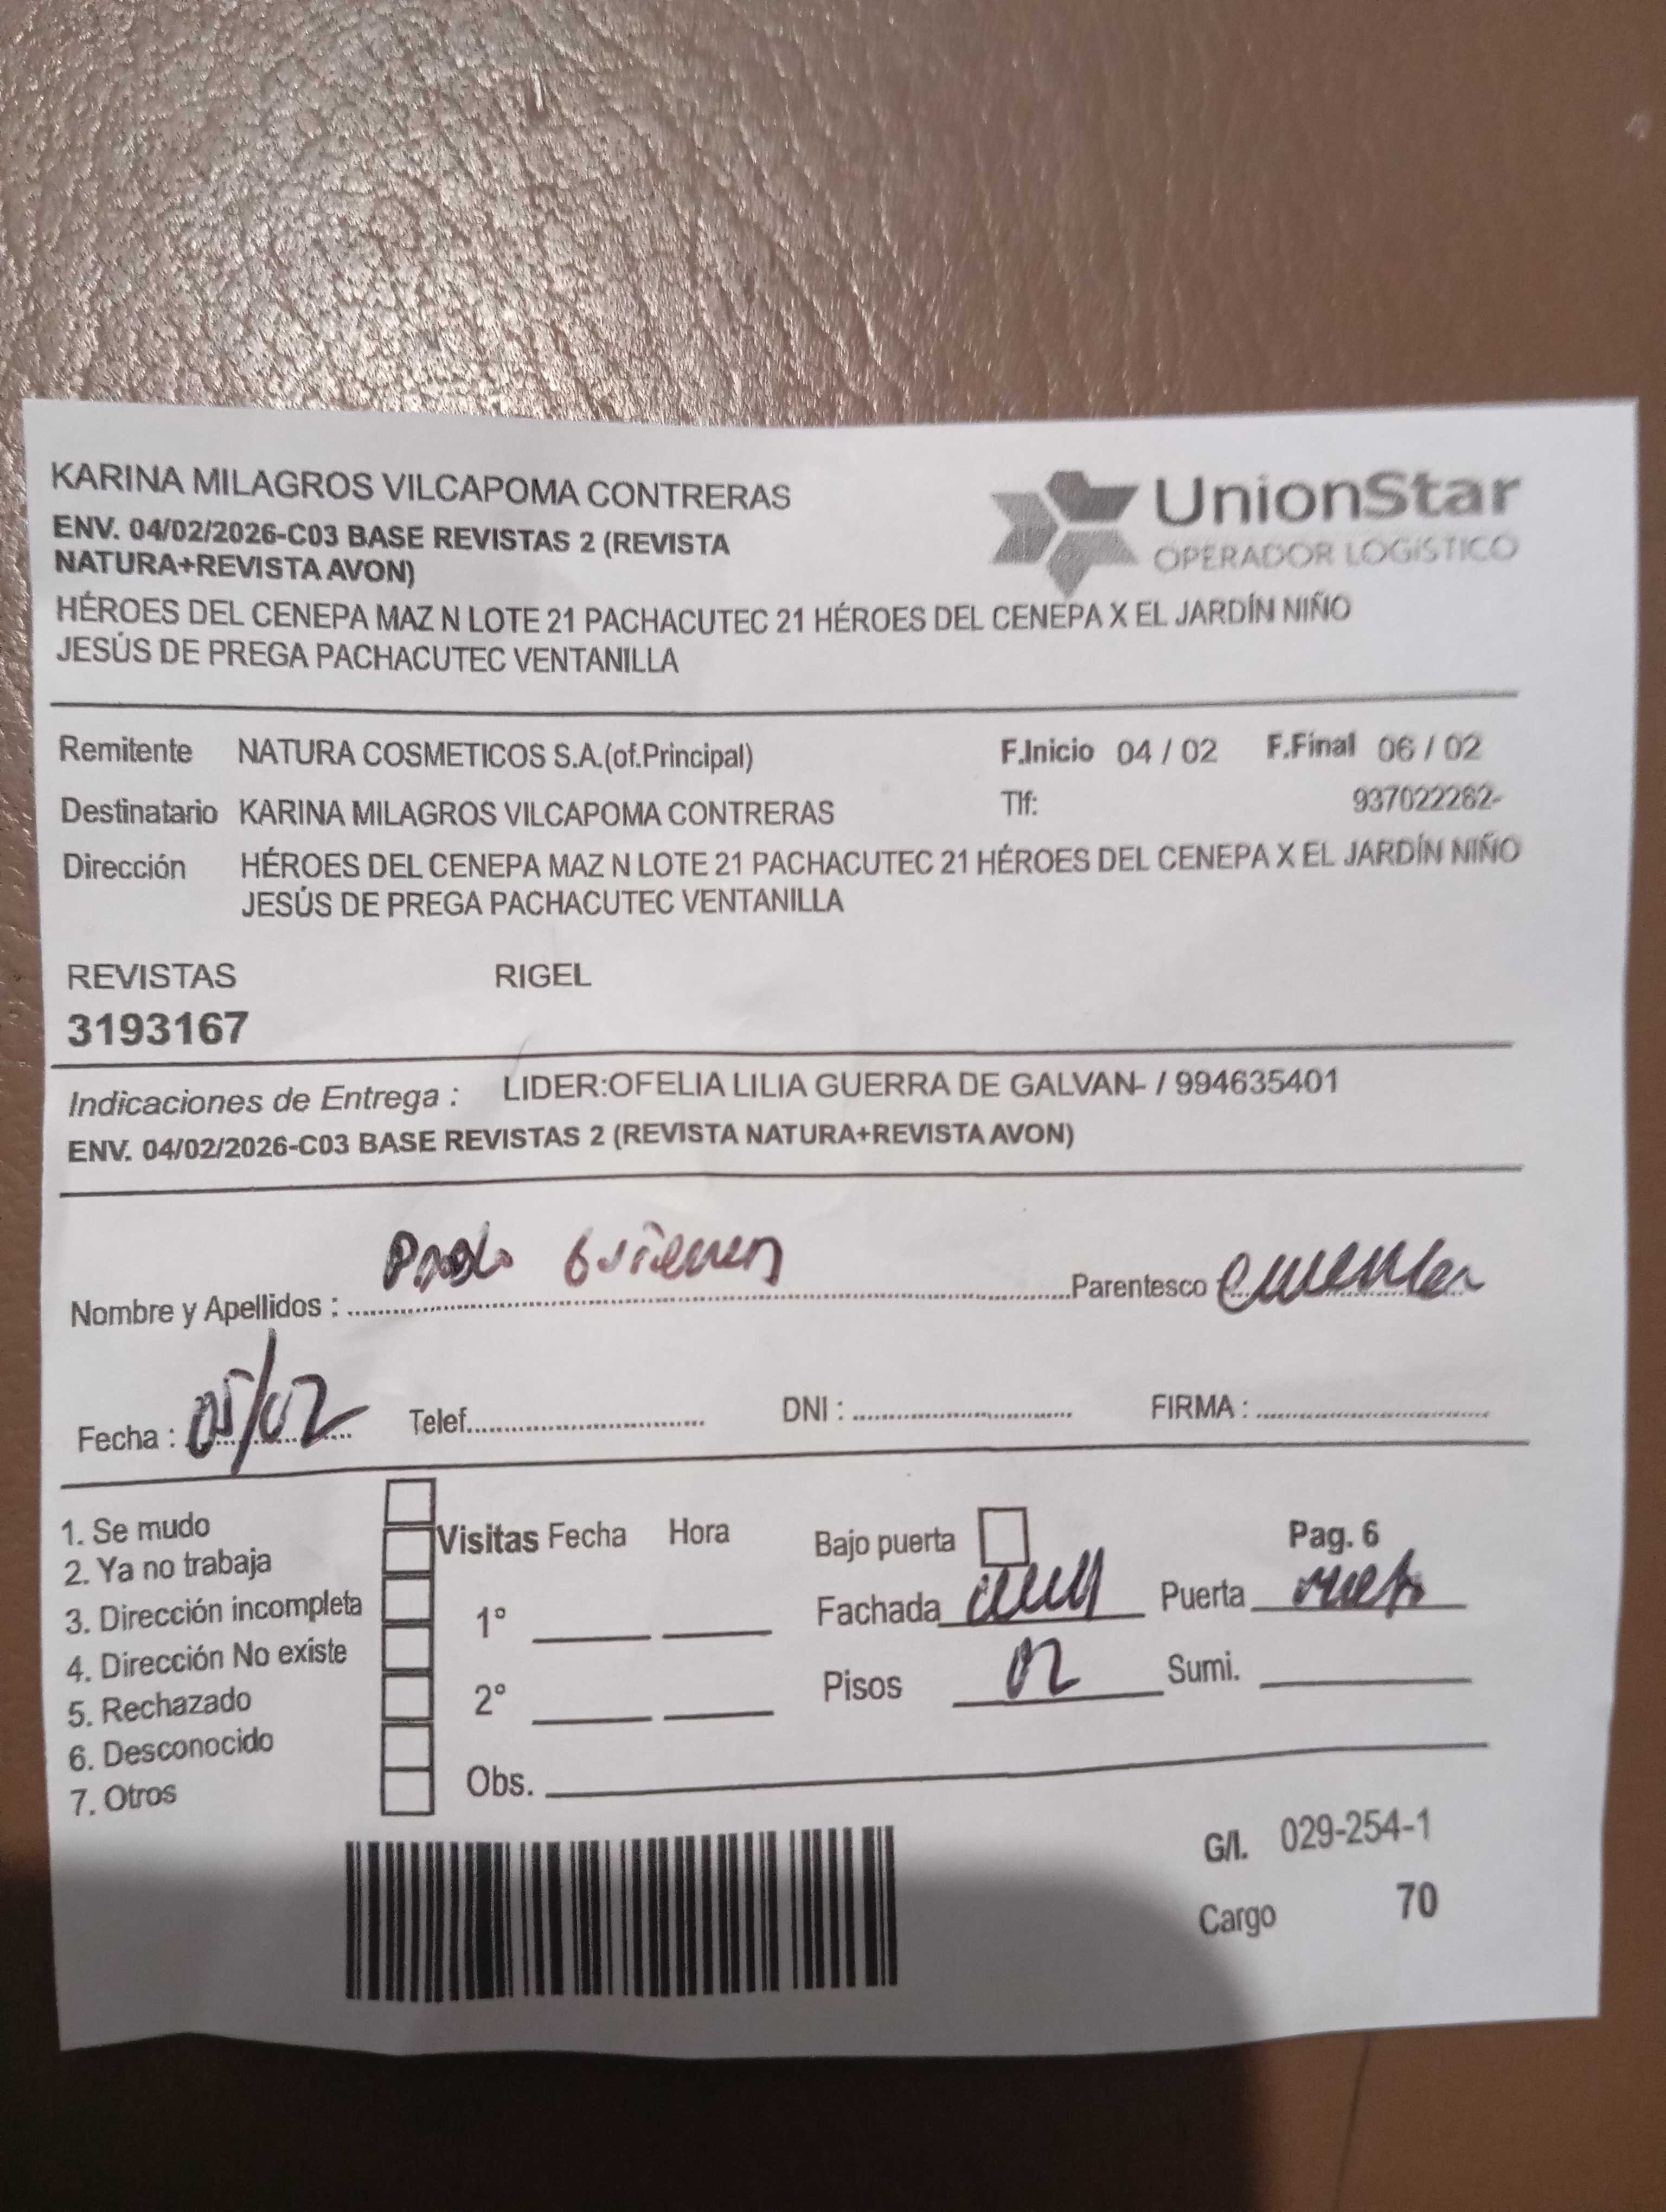 KARINA MILAGROS VILCAPOMA CONTRERAS
UnionStar
OPERADOR LOGÍSTICO
ENV. 04/02/2026-C03 BASE REVISTAS 2 (REVISTA
NATURA+REVISTA AVON)
HÉROES DEL CENEPA MAZ N LOTE 21 PACHACUTEC 21 HÉROES DEL CENEPA X EL JARDÍN NIÑO
JESÚS DE PREGA PACHACUTEC VENTANILLA
Remitente NATURA COSMETICOS S.A.(of.Principal) F.Inicio 04 / 02 F.Final 06 / 02
Destinatario KARINA MILAGROS VILCAPOMA CONTRERAS Tlf: 937022262-
Dirección HÉROES DEL CENEPA MAZ N LOTE 21 PACHACUTEC 21 HÉROES DEL CENEPA X EL JARDÍN NIÑO
JESÚS DE PREGA PACHACUTEC VENTANILLA
REVISTAS RIGEL
3193167
Indicaciones de Entrega : LIDER:OFELIA LILIA GUERRA DE GALVAN- / 994635401
ENV. 04/02/2026-C03 BASE REVISTAS 2 (REVISTA NATURA+REVISTA AVON)
Nombre y Apellidos : Parentesco
Fecha : 05/02 Telef. DNI : FIRMA :
1. Se mudo
2. Ya no trabaja
3. Dirección incompleta
4. Dirección No existe
5. Rechazado
6. Desconocido
7. Otros
Visitas Fecha Hora
1°
2°
Obs.
Bajo puerta Pag. 6
Fachada Puerta
Pisos 02 Sumi.
G/l. 029-254-1
Cargo 70